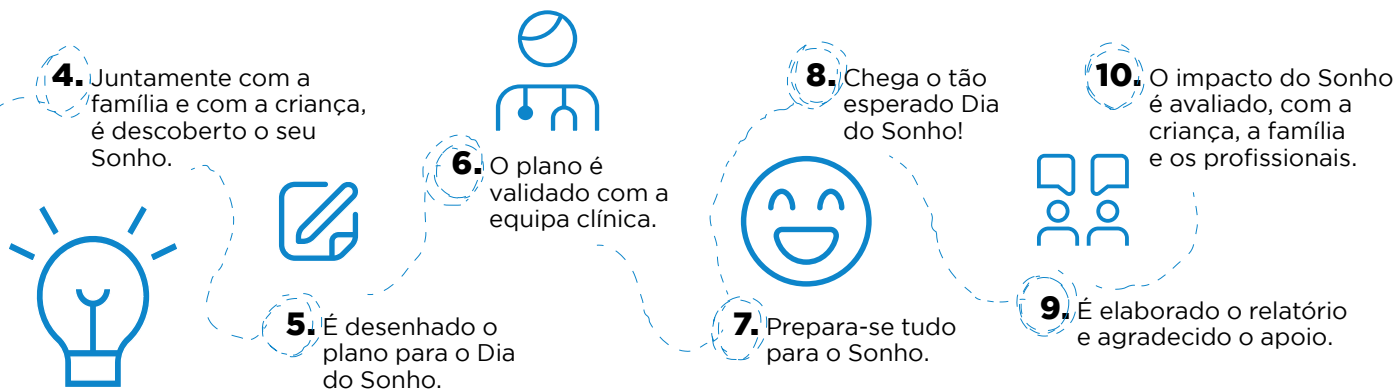 4. Juntamente com a
família e com a criança,
é descoberto o seu
Sonho.
5. É desenhado o
plano para o Dia
do Sonho.
6. O plano é
validado com a
equipa clínica.
7. Prepara-se tudo
para o Sonho.
8. Chega o tão
esperado Dia
do Sonho!
9. É elaborado o relatório
e agradecido o apoio.
10. O impacto do Sonho
é avaliado, com a
criança, a família
e os profissionais.